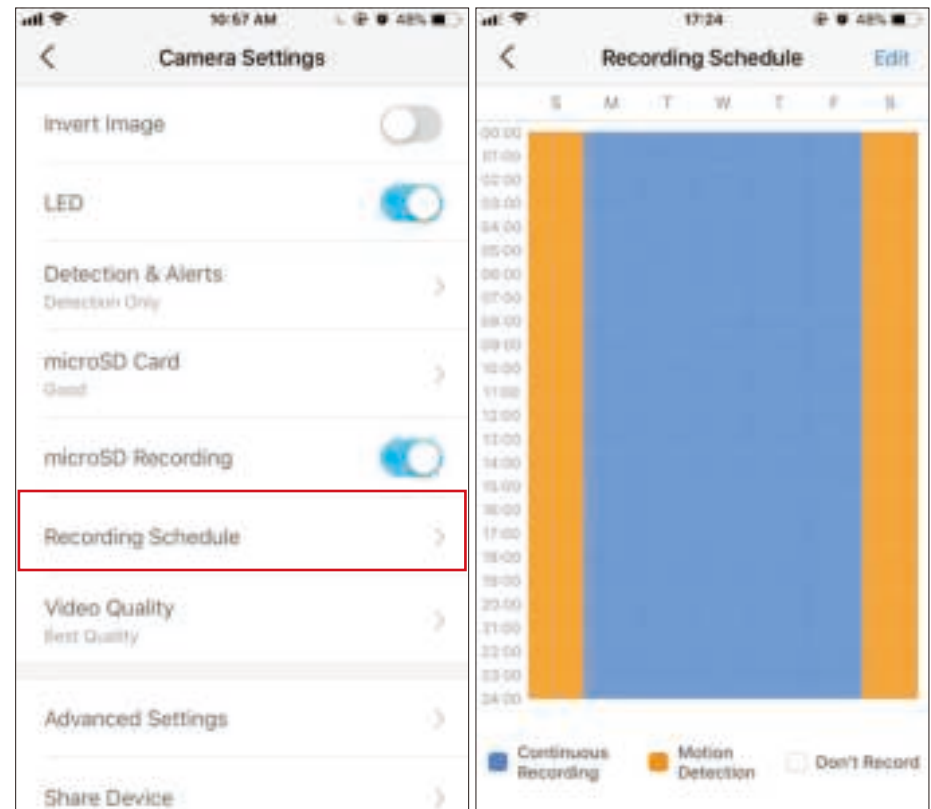 10:57 AM
48%
Camera Settings
Invert Image
LED
Detection & Alerts
Detection Only
microSD Card
Good
microSD Recording
Recording Schedule
Video Quality
Best Quality
Advanced Settings
Share Device
17:24
48%
Recording Schedule
Edit
S M T W T F S
00:00
01:00
02:00
03:00
04:00
05:00
06:00
07:00
08:00
09:00
10:00
11:00
12:00
13:00
14:00
15:00
16:00
17:00
18:00
19:00
20:00
21:00
22:00
23:00
24:00
Continuous
Recording
Motion
Detection
Don't Record